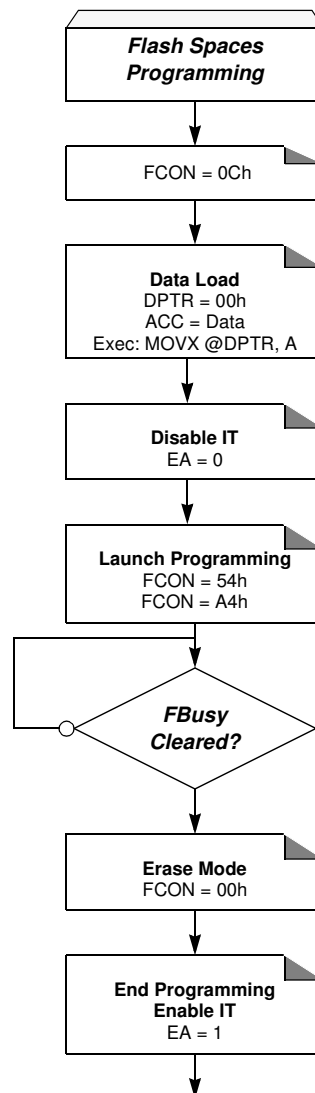 Flash Spaces
Programming
FCON = 0Ch
Data Load
DPTR = 00h
ACC = Data
Exec: MOVX @DPTR, A
Disable IT
EA = 0
Launch Programming
FCON = 54h
FCON = A4h
FBusy
Cleared?
Erase Mode
FCON = 00h
End Programming
Enable IT
EA = 1